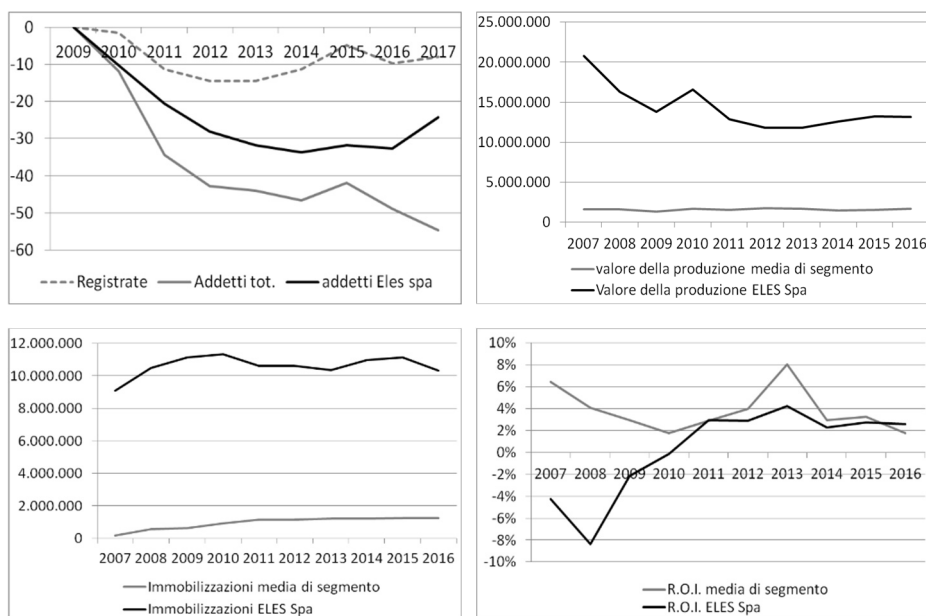 0
2009 2010 2011 2012 2013 2014 2015 2016 2017
-10
-20
-30
-40
-50
-60
Registrate Addetti tot. addetti Eles spa
25.000.000
20.000.000
15.000.000
10.000.000
5.000.000
0
2007 2008 2009 2010 2011 2012 2013 2014 2015 2016
valore della produzione media di segmento
Valore della produzione ELES Spa
12.000.000
10.000.000
8.000.000
6.000.000
4.000.000
2.000.000
0
2007 2008 2009 2010 2011 2012 2013 2014 2015 2016
Immobilizzazioni media di segmento
Immobilizzazioni ELES Spa
10%
8%
6%
4%
2%
0%
2007 2008 2009 2010 2011 2012 2013 2014 2015 2016
-2%
-4%
-6%
-8%
-10%
R.O.I. media di segmento
R.O.I. ELES Spa